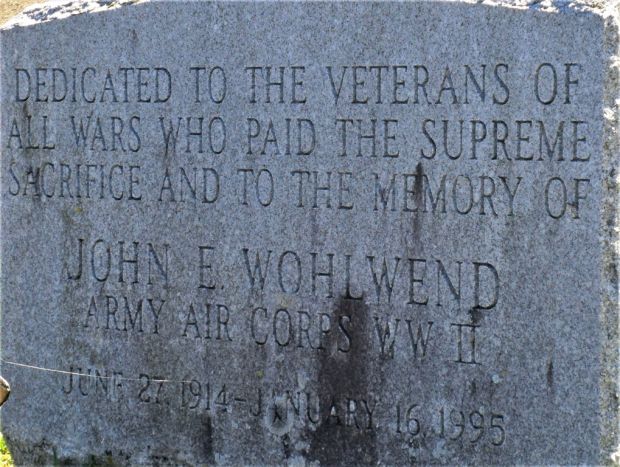 DEDICATED TO THE VETERANS OF
ALL WARS WHO PAID THE SUPREME
SACRIFICE AND TO THE MEMORY OF
JOHN E. WOHLWEND
ARMY AIR CORPS WW II
JUNE 27, 1914 - JANUARY 16, 1995